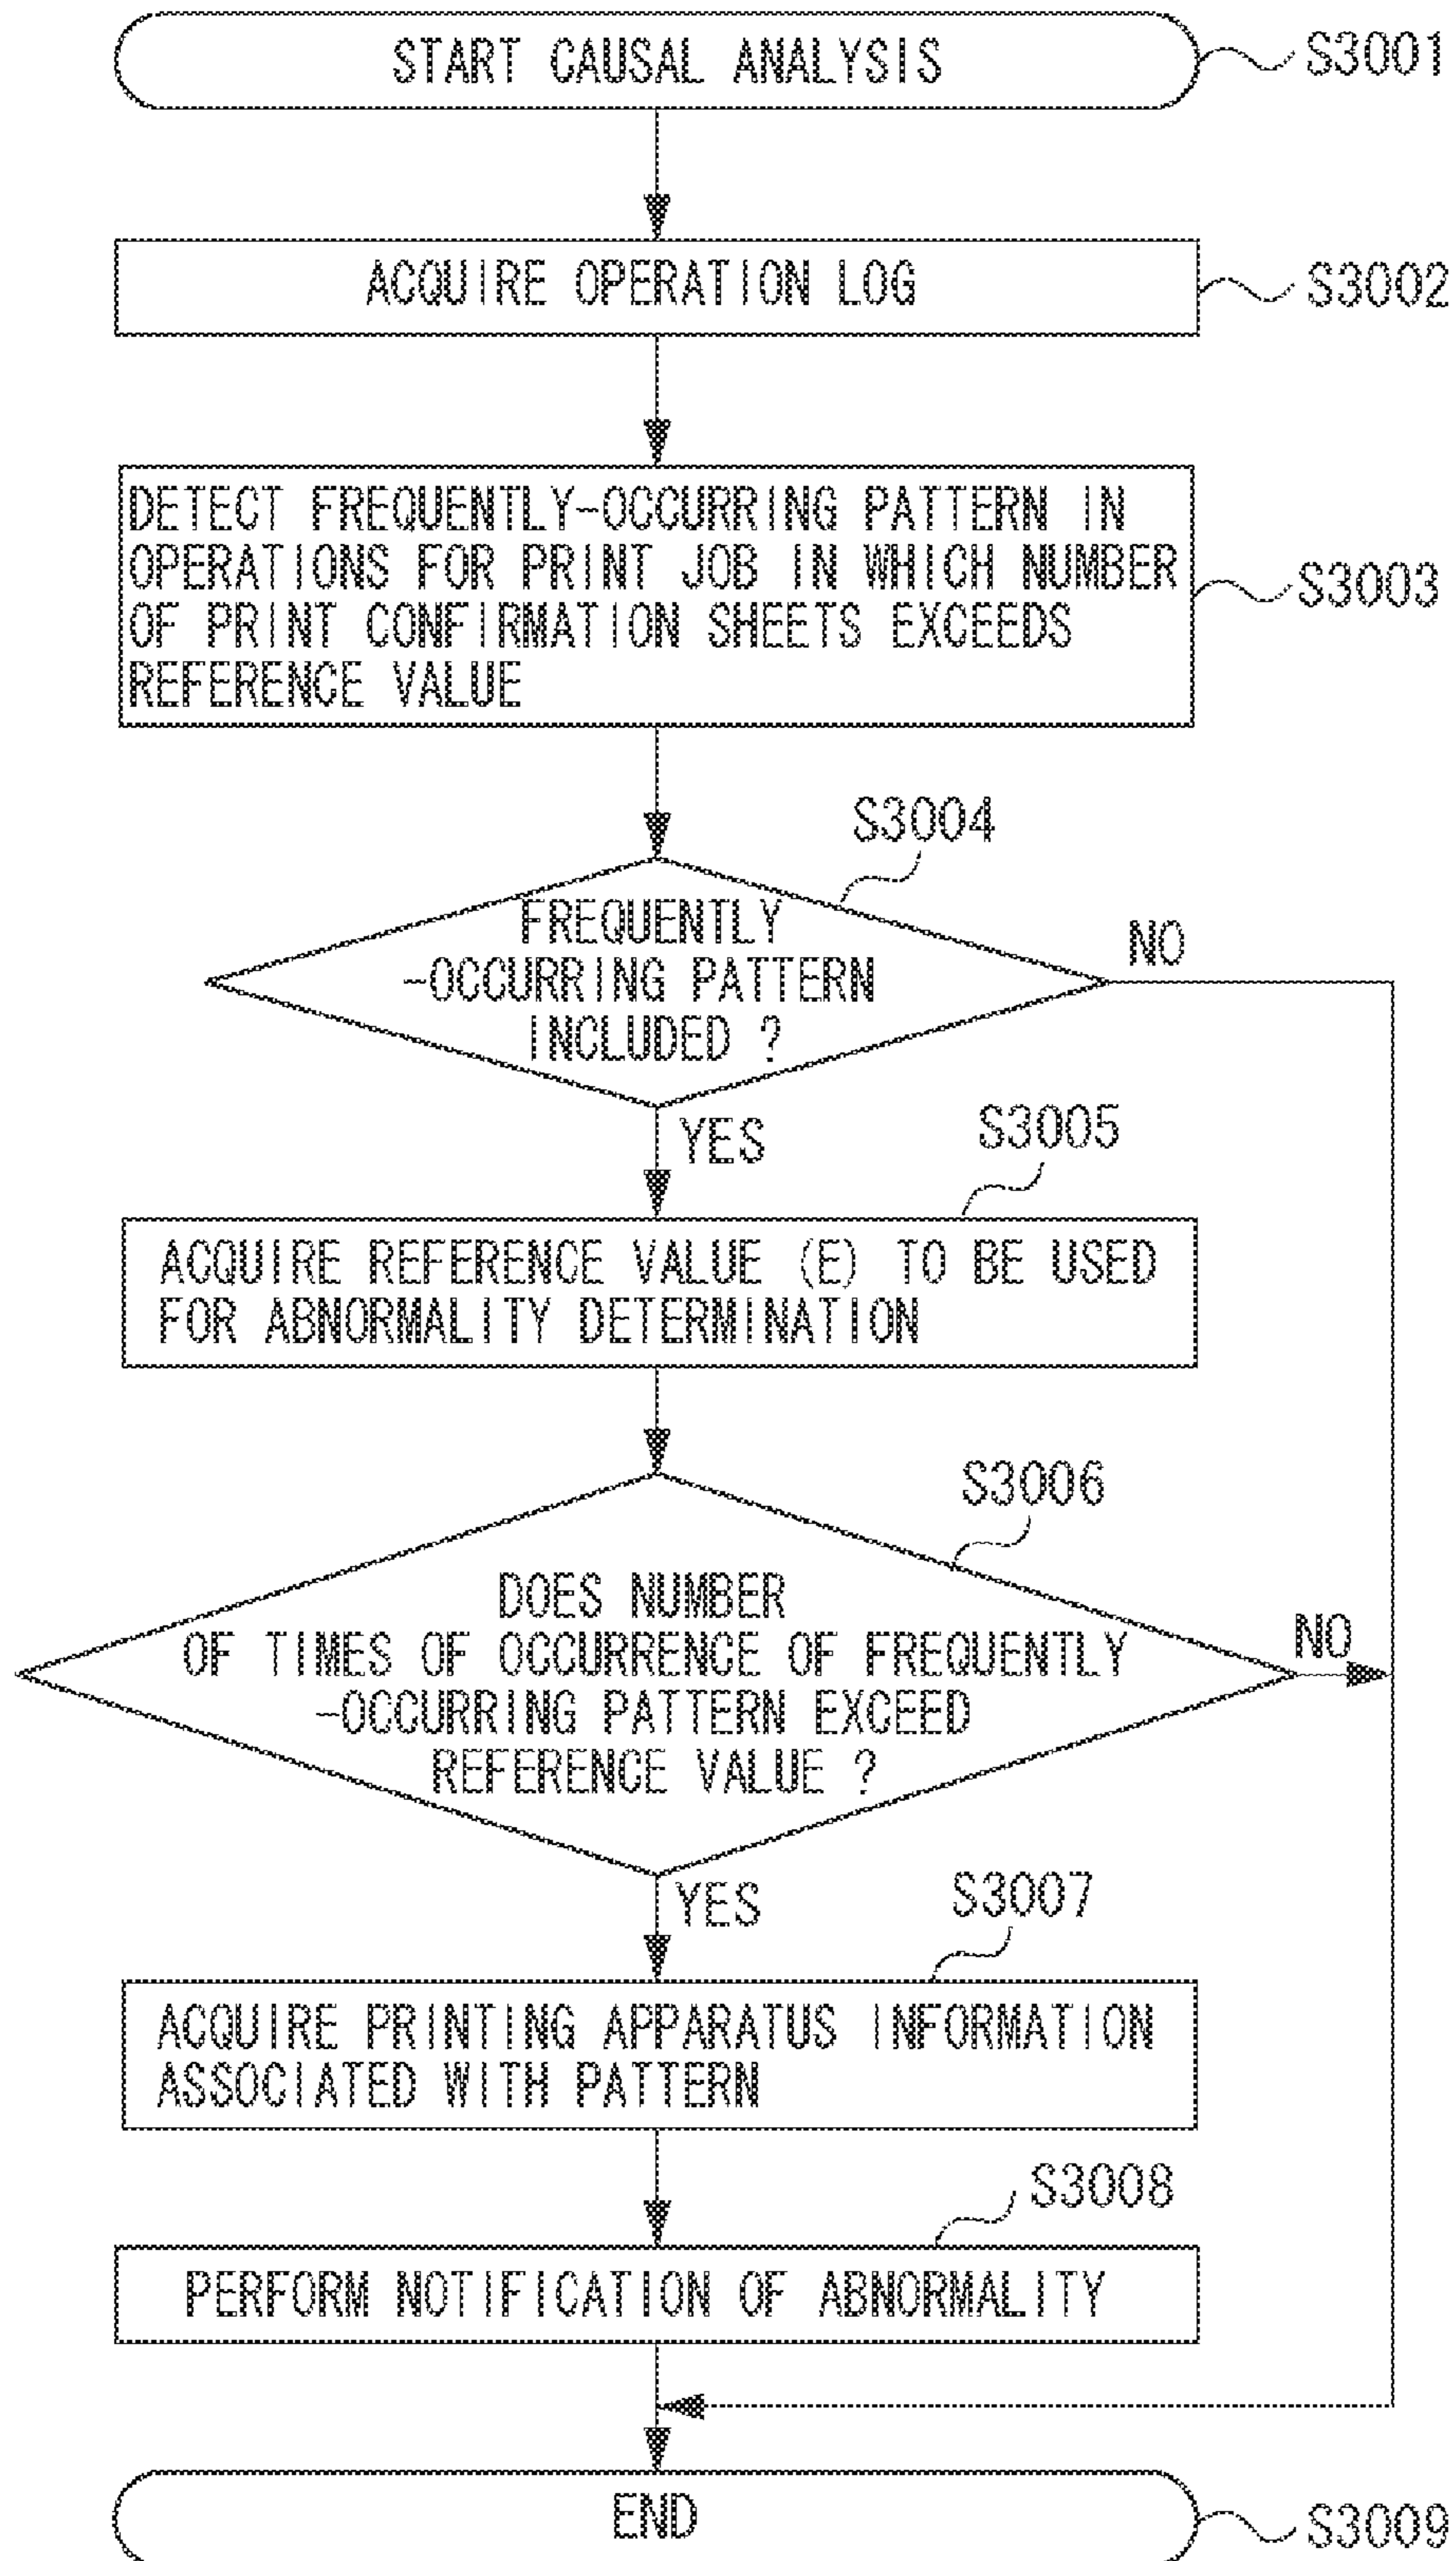 START CAUSAL ANALYSIS
S3001
ACQUIRE OPERATION LOG
S3002
DETECT FREQUENTLY-OCCURRING PATTERN IN
OPERATIONS FOR PRINT JOB IN WHICH NUMBER
OF PRINT CONFIRMATION SHEETS EXCEEDS
REFERENCE VALUE
S3003
S3004
FREQUENTLY
-OCCURRING PATTERN
INCLUDED ?
NO
YES
S3005
ACQUIRE REFERENCE VALUE (E) TO BE USED
FOR ABNORMALITY DETERMINATION
S3006
DOES NUMBER
OF TIMES OF OCCURRENCE OF FREQUENTLY
-OCCURRING PATTERN EXCEED
REFERENCE VALUE ?
NO
YES
S3007
ACQUIRE PRINTING APPARATUS INFORMATION
ASSOCIATED WITH PATTERN
S3008
PERFORM NOTIFICATION OF ABNORMALITY
END
S3009